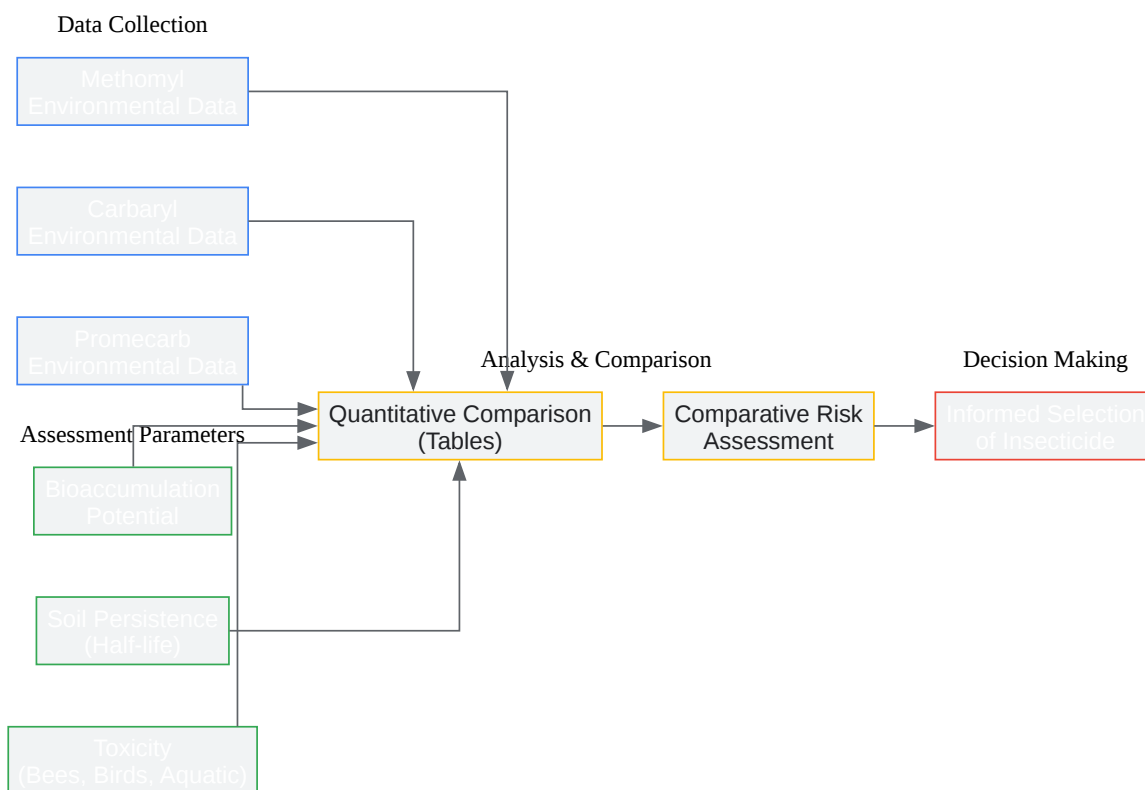 Data Collection
Methomyl
Environmental Data
Carbaryl
Environmental Data
Promecarb
Environmental Data
Assessment Parameters
Bioaccumulation
Potential
Soil Persistence
(Half-life)
Toxicity
(Bees, Birds, Aquatic)
Analysis & Comparison
Quantitative Comparison
(Tables)
Comparative Risk
Assessment
Decision Making
Informed Selection
of Insecticide